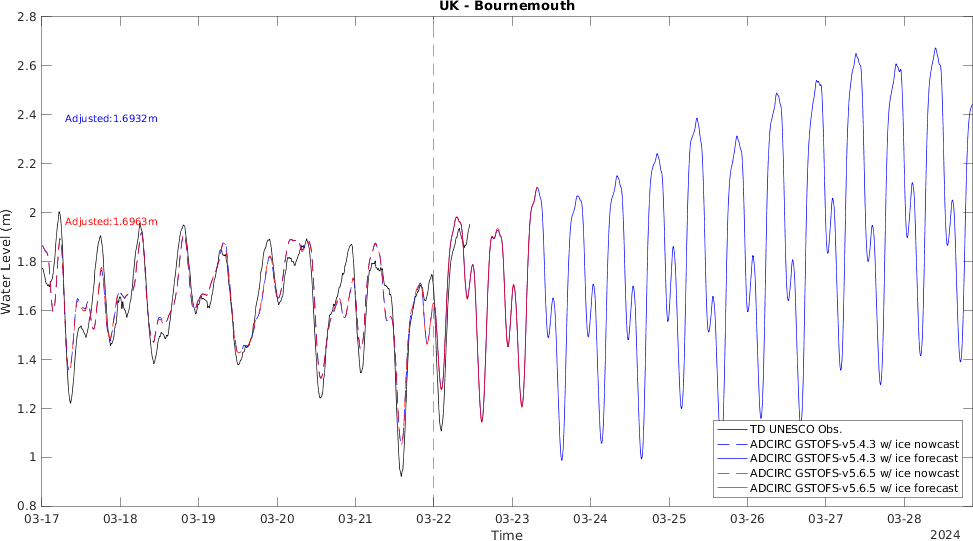 UK - Bournemouth
2.8
2.6
2.4
2.2
2
1.8
1.6
1.4
1.2
1
0.8
Water Level (m)
Adjusted:1.6932m
Adjusted:1.6963m
TD UNESCO Obs.
ADCIRC GSTOFS-v5.4.3 w/ ice nowcast
ADCIRC GSTOFS-v5.4.3 w/ ice forecast
ADCIRC GSTOFS-v5.6.5 w/ ice nowcast
ADCIRC GSTOFS-v5.6.5 w/ ice forecast
03-17 03-18 03-19 03-20 03-21 03-22 03-23 03-24 03-25 03-26 03-27 03-28
Time
2024